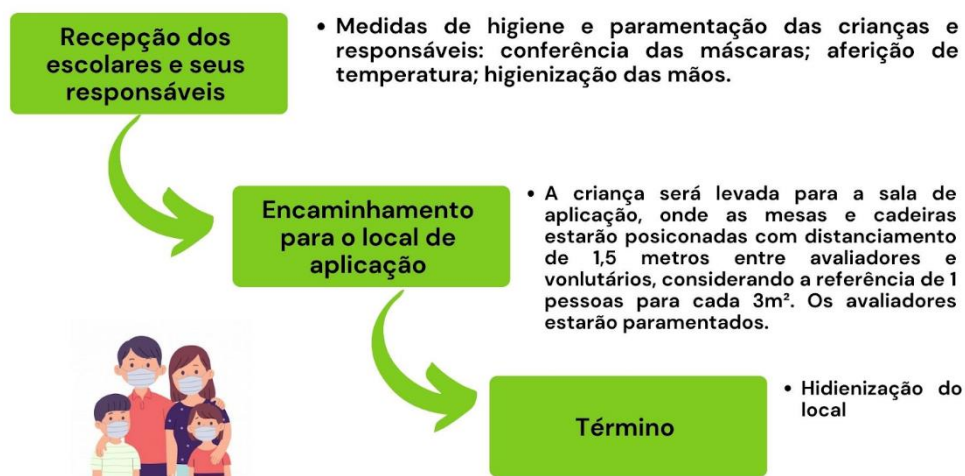 Recepção dos
escolares e seus
responsáveis
• Medidas de higiene e paramentação das crianças e
responsáveis: conferência das máscaras; aferição de
temperatura; higienização das mãos.
Encaminhamento
para o local de
aplicação
• A criança será levada para a sala de
aplicação, onde as mesas e cadeiras
estarão posiconadas com distanciamento
de 1,5 metros entre avaliadores e
vonlutários, considerando a referência de 1
pessoas para cada 3m². Os avaliadores
estarão paramentados.
Término
• Hidienização do
local